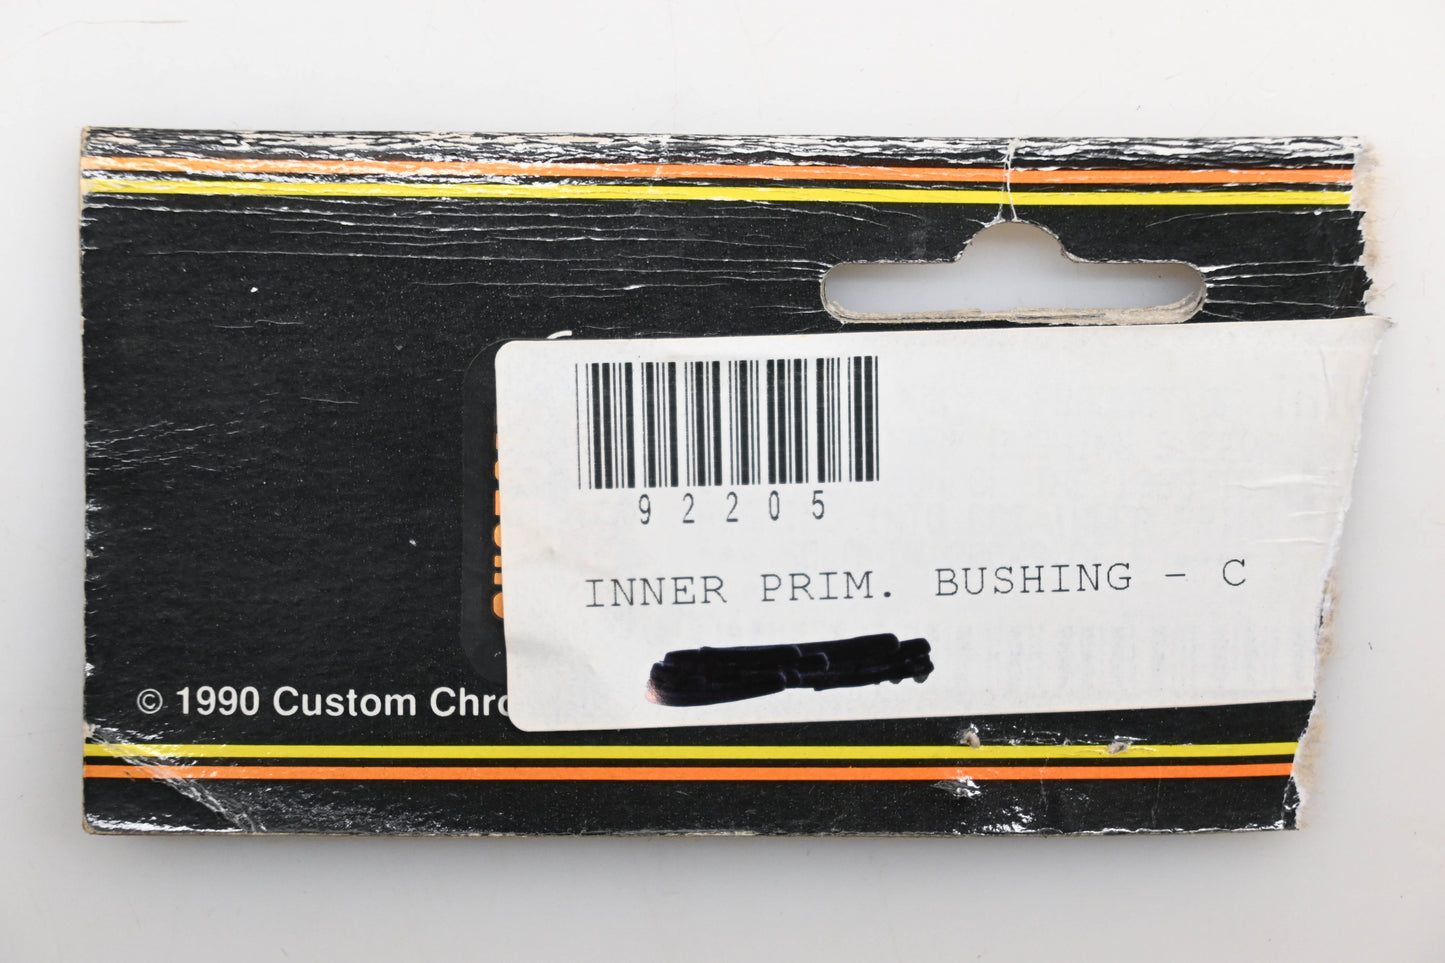 92205
INNER PRIM. BUSHING - C
© 1990 Custom Chro